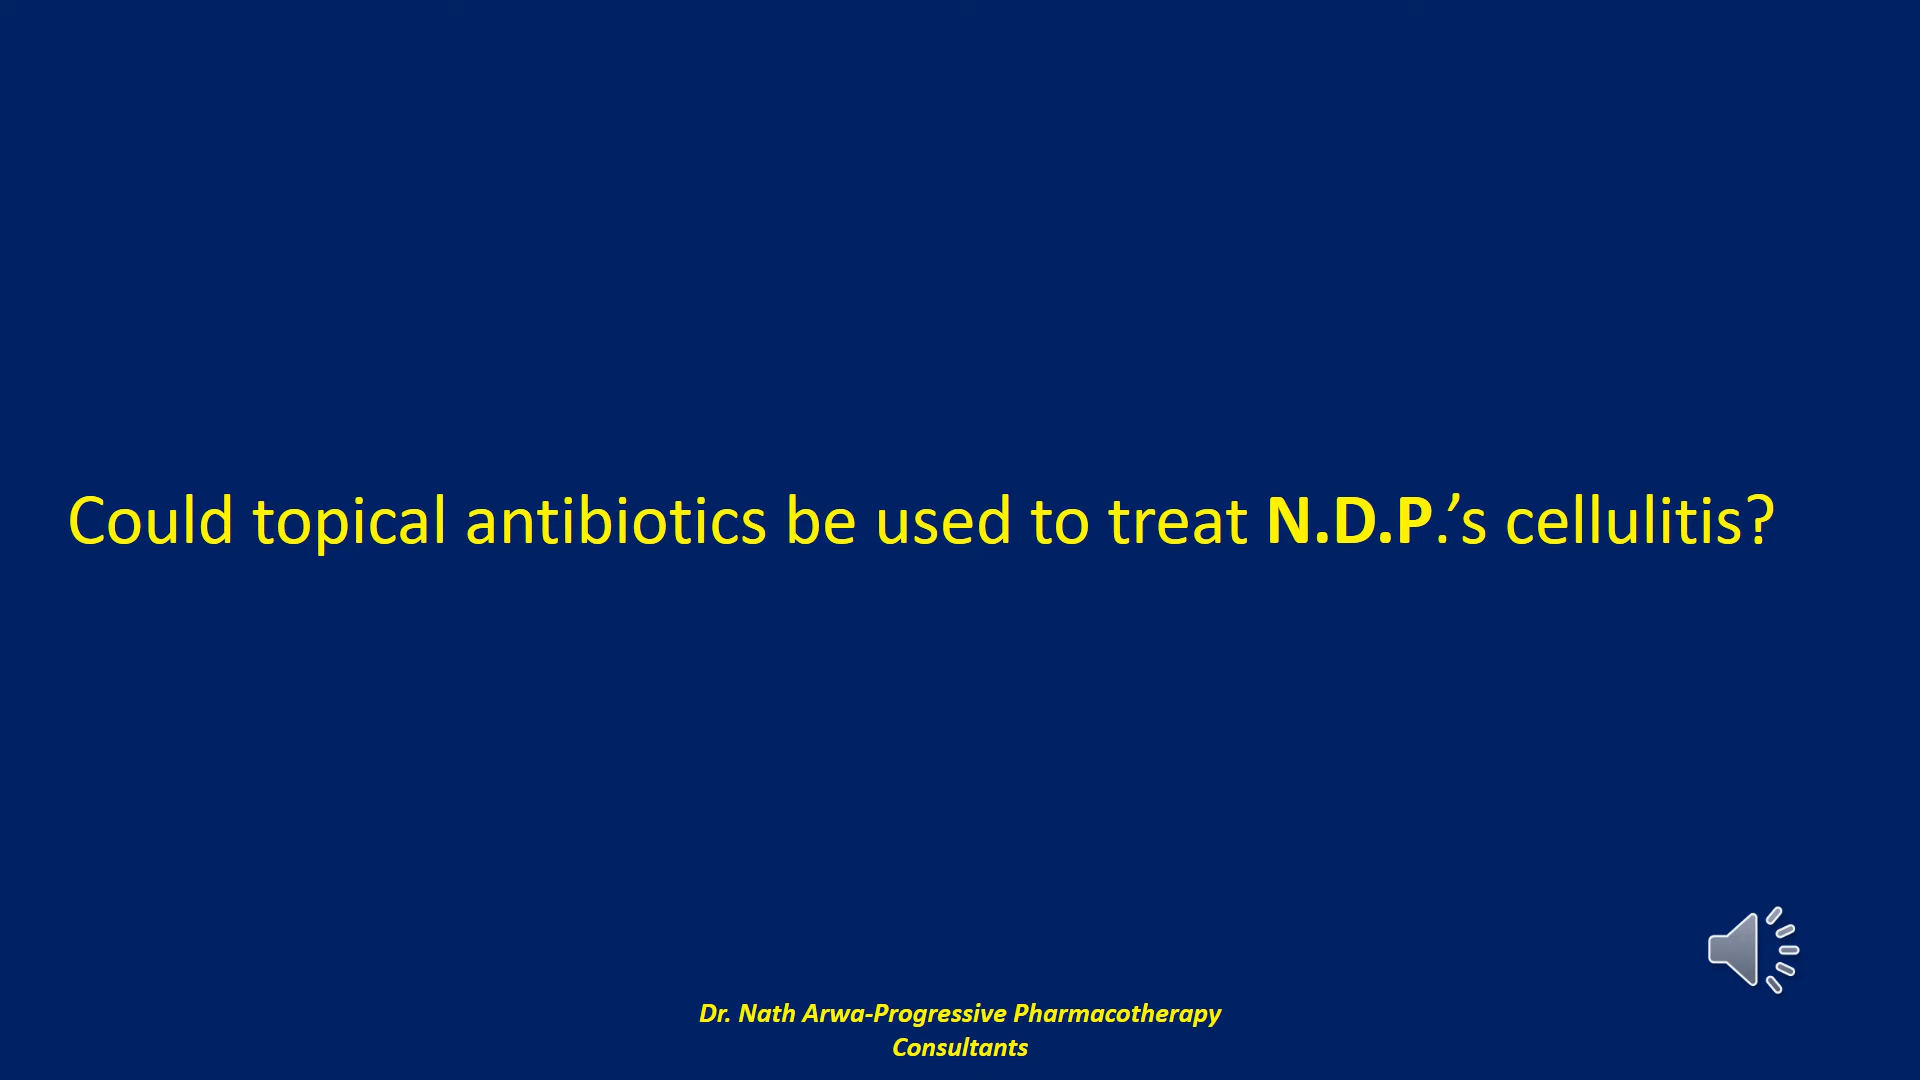 Could topical antibiotics be used to treat N.D.P.’s cellulitis?
Dr. Nath Arwa-Progressive Pharmacotherapy
Consultants